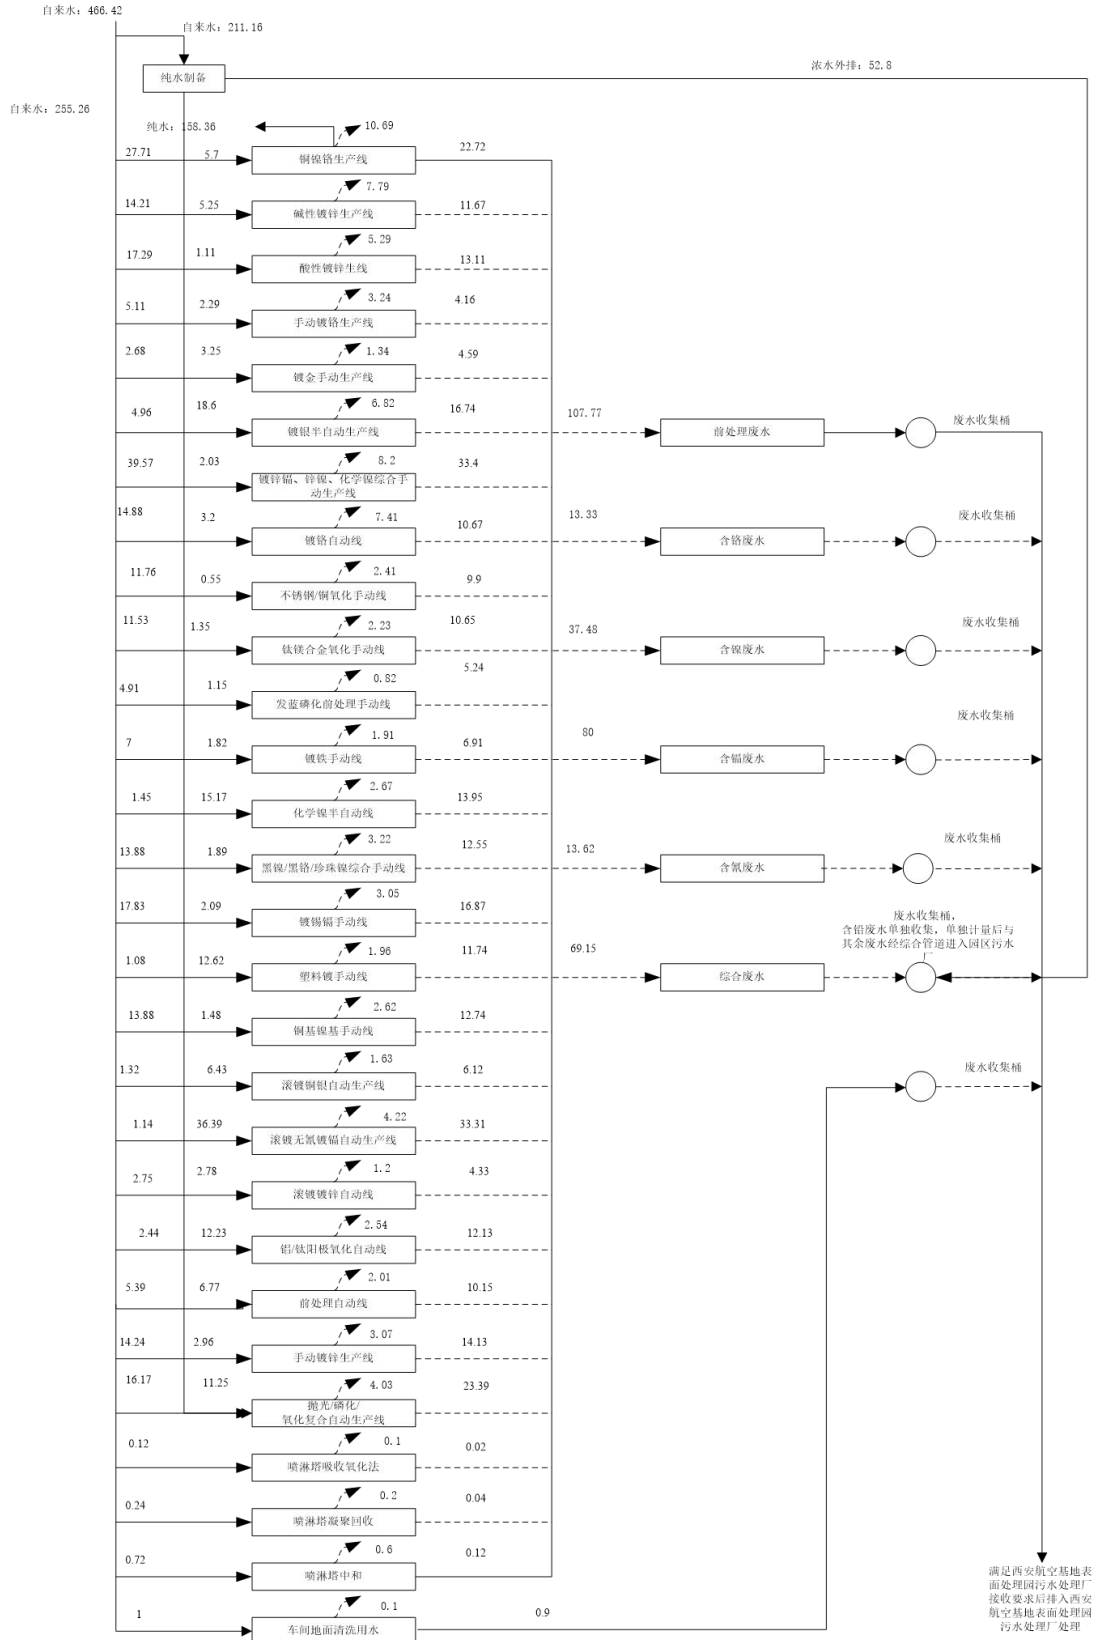 自来水：466.42
自来水：211.16
纯水制备
浓水外排：52.8
自来水：255.26
纯水：158.36
10.69
27.71
5.7
铜镍铬生产线
22.72
7.79
14.21
5.25
碱性镀锌生产线
11.67
5.29
17.29
1.11
酸性镀锌生线
13.11
3.24
5.11
2.29
手动镀铬生产线
4.16
1.34
2.68
3.25
镀金手动生产线
4.59
6.82
4.96
18.6
镀银半自动生产线
16.74
107.77
前处理废水
废水收集桶
8.2
39.57
2.03
镀锌镉、锌镍、化学镍综合手
动生产线
33.4
7.41
14.88
3.2
镀铬自动线
10.67
13.33
含铬废水
废水收集桶
2.41
11.76
0.55
不锈钢/铜氧化手动线
9.9
2.23
11.53
1.35
钛镁合金氧化手动线
10.65
37.48
含镍废水
废水收集桶
0.82
4.91
1.15
发蓝磷化前处理手动线
5.24
1.91
7
1.82
镀铁手动线
6.91
80
含镉废水
废水收集桶
2.67
1.45
15.17
化学镍半自动线
13.95
3.22
13.88
1.89
黑镍/黑铬/珍珠镍综合手动线
12.55
13.62
含氰废水
废水收集桶
3.05
17.83
2.09
镀锡镉手动线
16.87
废水收集桶，
含铅废水单独收集，单独计量后与
其余废水经综合管道进入园区污水
厂
1.96
1.08
12.62
塑料镀手动线
11.74
69.15
综合废水
2.62
13.88
1.48
铜基镍基手动线
12.74
1.63
1.32
6.43
滚镀铜银自动生产线
6.12
废水收集桶
4.22
1.14
36.39
滚镀无氰镀镉自动生产线
33.31
1.2
2.75
2.78
滚镀镀锌自动线
4.33
2.54
2.44
12.23
铝/钛阳极氧化自动线
12.13
2.01
5.39
6.77
前处理自动线
10.15
3.07
14.24
2.96
手动镀锌生产线
14.13
4.03
16.17
11.25
抛光/磷化/
氧化复合自动生产线
23.39
0.1
0.12
喷淋塔吸收氧化法
0.02
0.2
0.24
喷淋塔凝聚回收
0.04
0.6
0.72
喷淋塔中和
0.12
0.1
1
车间地面清洗用水
0.9
满足西安航空基地表
面处理园污水处理厂
接收要求后排入西安
航空基地表面处理园
污水处理厂处理